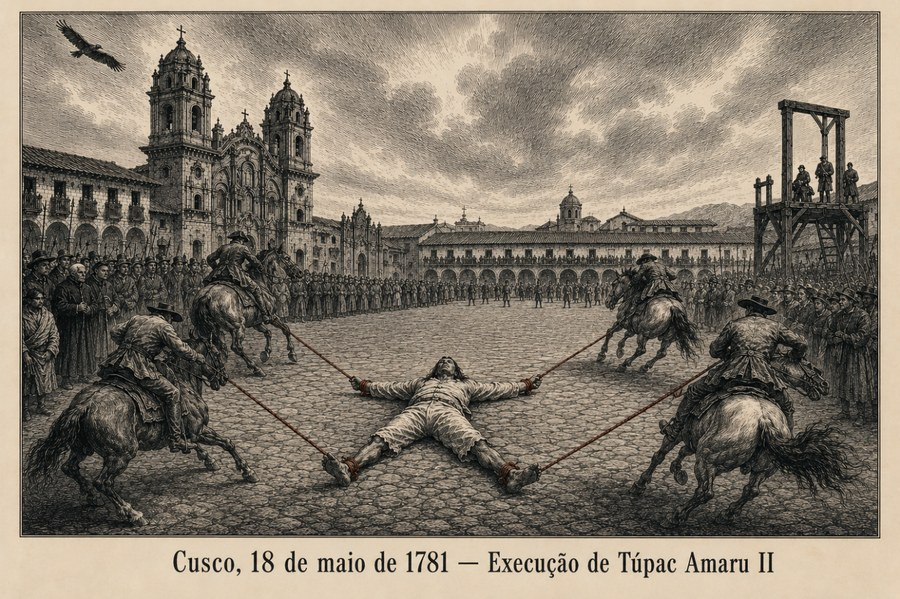 Cusco, 18 de maio de 1781 — Execução de Túpac Amaru II